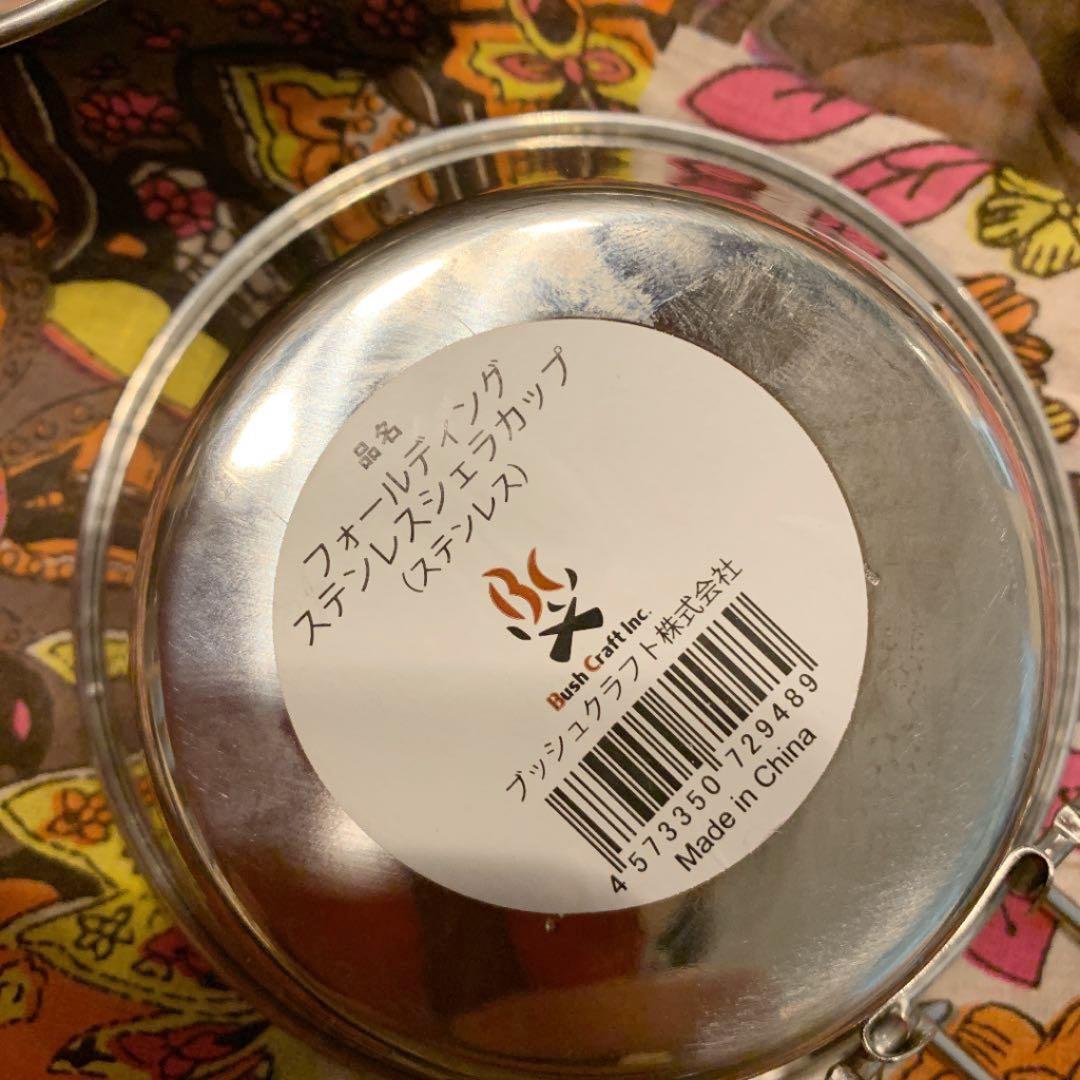 品名
フォールディング
ステンレスシェラカップ
(ステンレス)
BC
Bush Craft Inc.
ブッシュクラフト株式会社
4573350729489
Made in China